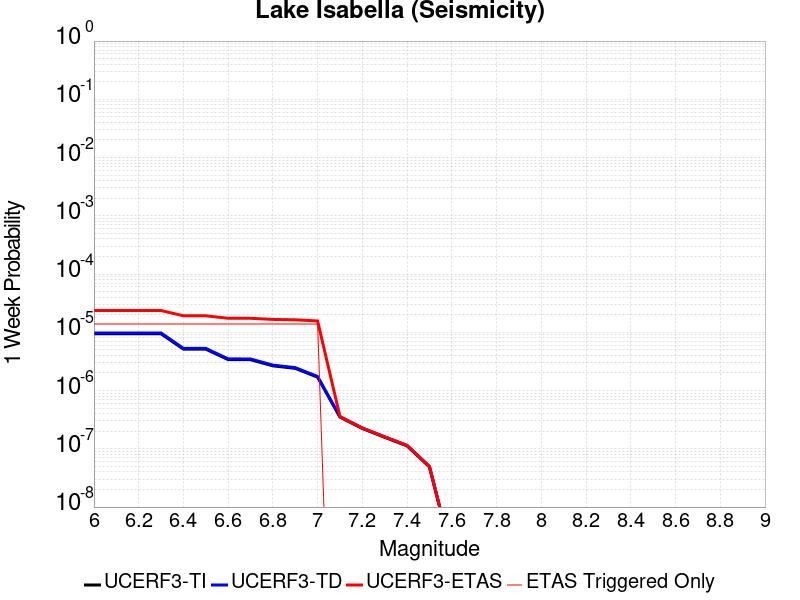 Lake Isabella (Seismicity)
1 Week Probability
10^0
10^-1
10^-2
10^-3
10^-4
10^-5
10^-6
10^-7
10^-8
6 6.2 6.4 6.6 6.8 7 7.2 7.4 7.6 7.8 8 8.2 8.4 8.6 8.8 9
Magnitude
UCERF3-TI UCERF3-TD UCERF3-ETAS ETAS Triggered Only